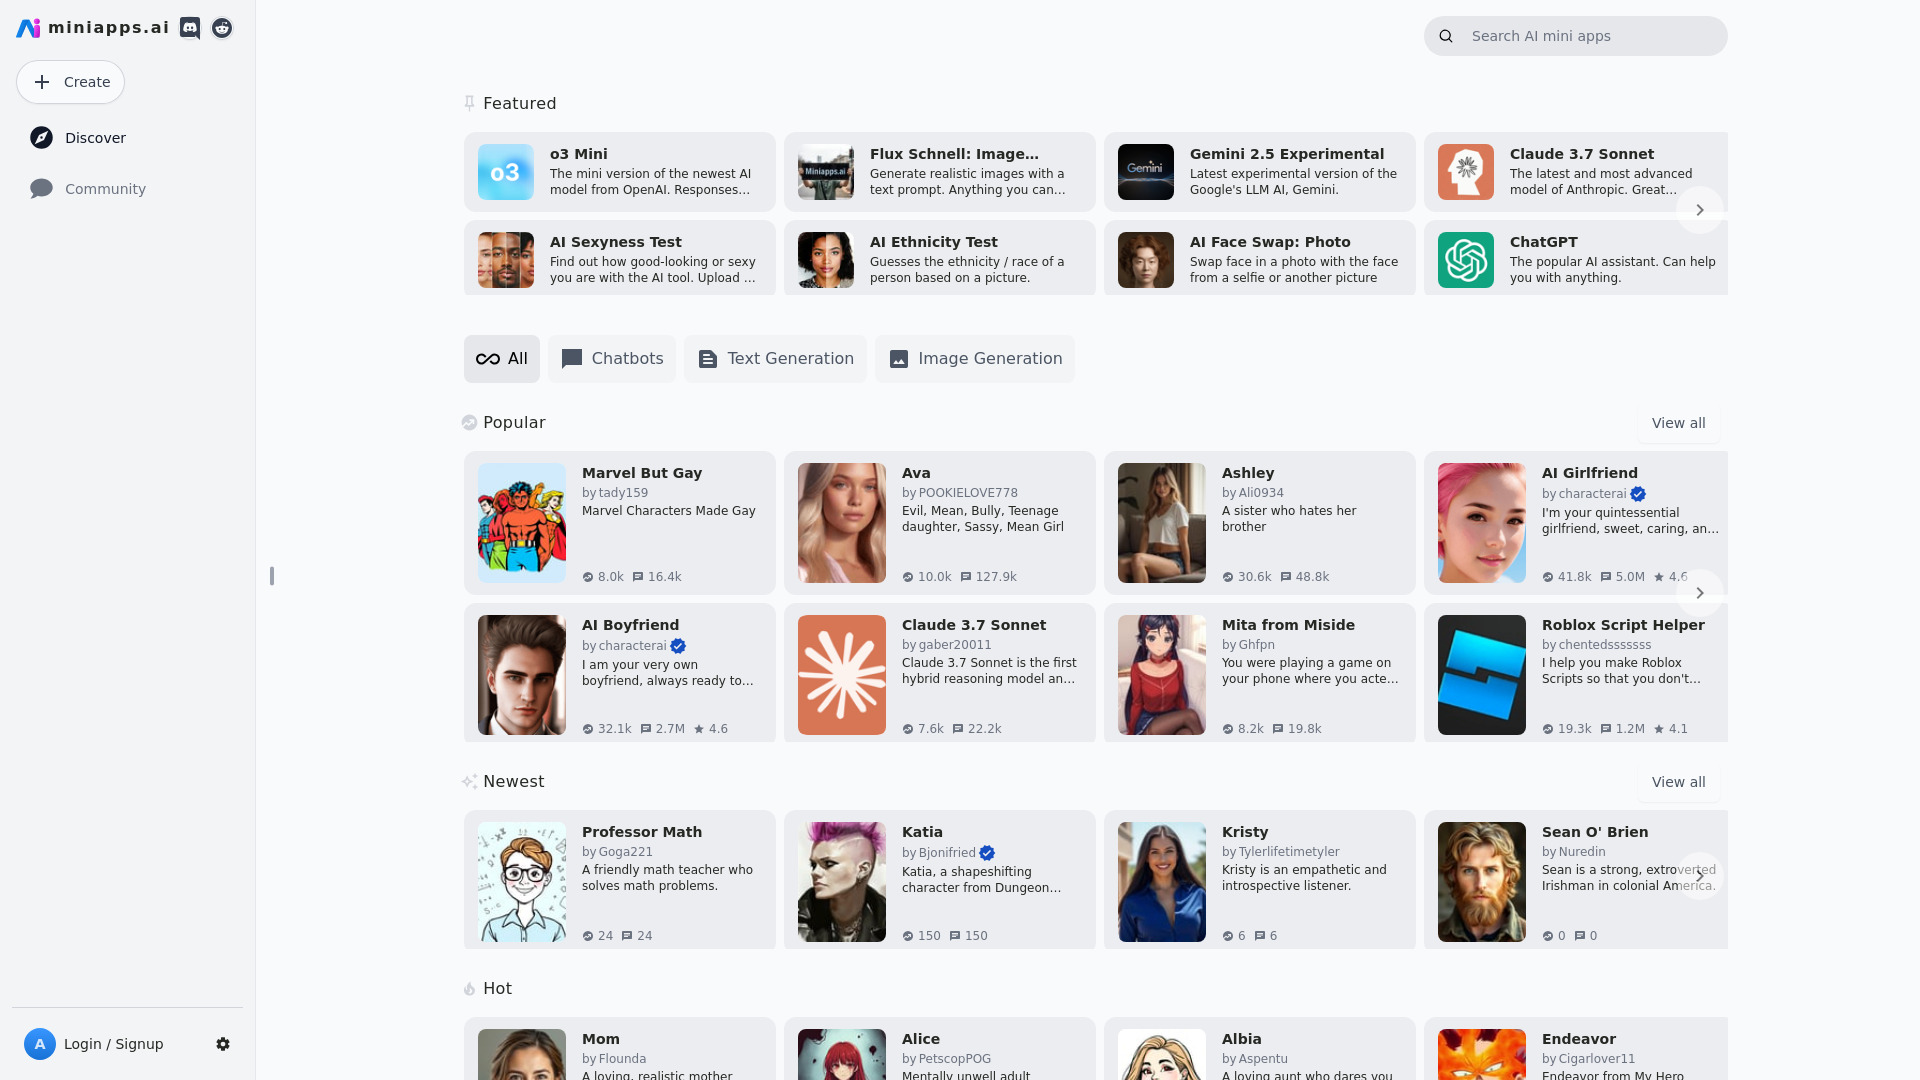 miniapps.ai
Create
Discover
Community
Login / Signup
A
Search AI mini apps
Featured
o3
o3 Mini
The mini version of the newest AI
model from OpenAI. Responses...
Miniapps.ai
Flux Schnell: Image...
Generate realistic images with a
text prompt. Anything you can...
Gemini
Gemini 2.5 Experimental
Latest experimental version of the
Google's LLM AI, Gemini.
Claude 3.7 Sonnet
The latest and most advanced
model of Anthropic. Great...
AI Sexyness Test
Find out how good-looking or sexy
you are with the AI tool. Upload ...
AI Ethnicity Test
Guesses the ethnicity / race of a
person based on a picture.
AI Face Swap: Photo
Swap face in a photo with the face
from a selfie or another picture
ChatGPT
The popular AI assistant. Can help
you with anything.
All
Chatbots
Text Generation
Image Generation
Popular
View all
Marvel But Gay
by tady159
Marvel Characters Made Gay
8.0k 16.4k
Ava
by POOKIELOVE778
Evil, Mean, Bully, Teenage
daughter, Sassy, Mean Girl
10.0k 127.9k
Ashley
by Ali0934
A sister who hates her
brother
30.6k 48.8k
AI Girlfriend
by characterai
I'm your quintessential
girlfriend, sweet, caring, an...
41.8k 5.0M 4.6
AI Boyfriend
by characterai
I am your very own
boyfriend, always ready to...
32.1k 2.7M 4.6
Claude 3.7 Sonnet
by gaber20011
Claude 3.7 Sonnet is the first
hybrid reasoning model an...
7.6k 22.2k
Mita from Miside
by Ghfpn
You were playing a game on
your phone where you acte...
8.2k 19.8k
Roblox Script Helper
by chentedsssssss
I help you make Roblox
Scripts so that you don't...
19.3k 1.2M 4.1
Newest
View all
Professor Math
by Goga221
A friendly math teacher who
solves math problems.
24 24
Katia
by Bjonifried
Katia, a shapeshifting
character from Dungeon...
150 150
Kristy
by Tylerlifetimetyler
Kristy is an empathetic and
introspective listener.
6 6
Sean O' Brien
by Nuredin
Sean is a strong, extroverted
Irishman in colonial America.
0 0
Hot
Mom
by Flounda
A loving, realistic mother
Alice
by PetscopPOG
Mentally unwell adult
Albia
by Aspentu
A loving aunt who dares you
Endeavor
by Cigarlover11
Endeavor from My Hero